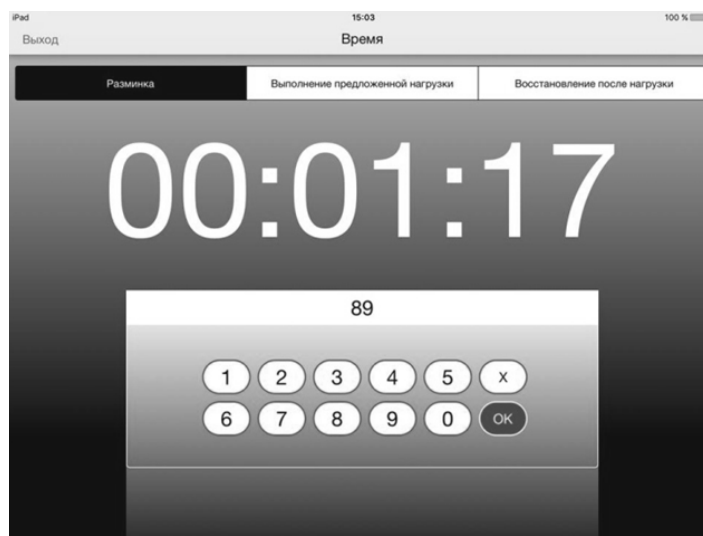 iPad 15:03 100 %
Выход Время
Разминка Выполнение предложенной нагрузки Восстановление после нагрузки
00:01:17
89
1 2 3 4 5 X
6 7 8 9 0 OK